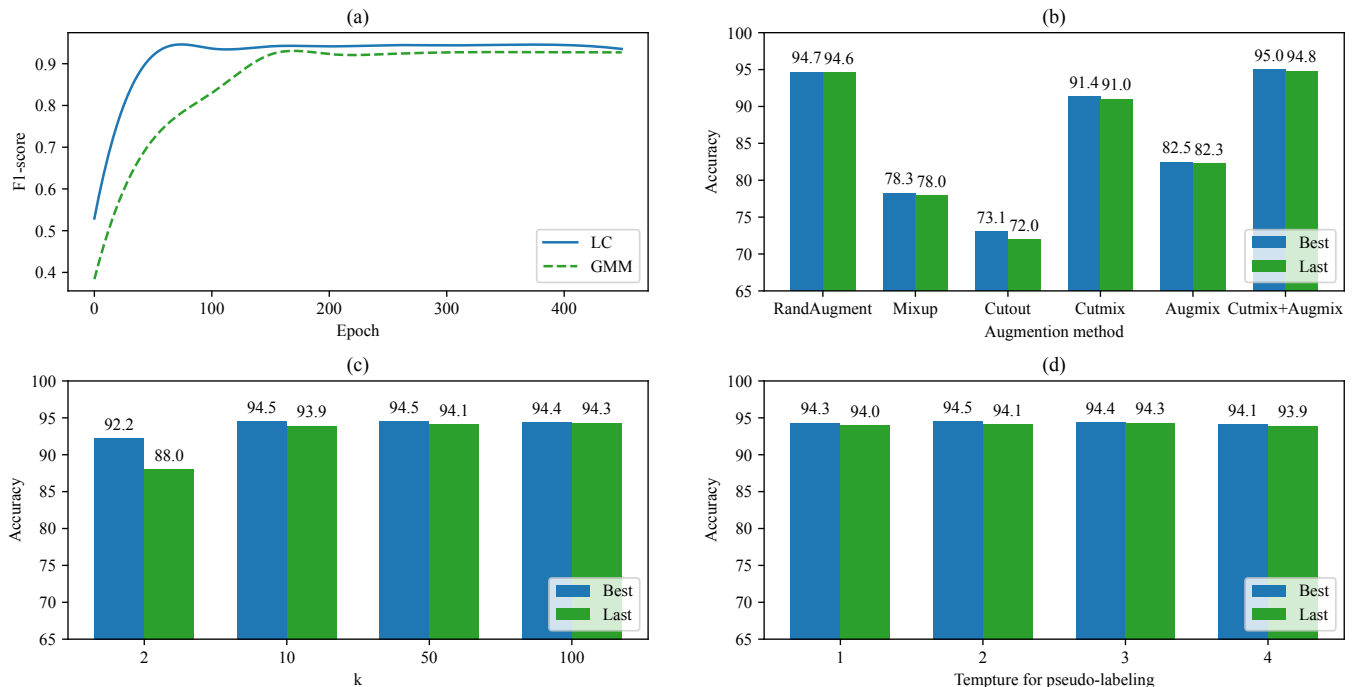 (a)
0.9
0.8
0.7
0.6
0.5
0.4
F1-score
LC
GMM
0 100 200 300 400
Epoch
(b)
100
95
90
85
80
75
70
65
Accuracy
94.7 94.6
78.3 78.0
73.1 72.0
91.4 91.0
82.5 82.3
95.0 94.8
Best
Last
RandAugment Mixup Cutout Cutmix Augmix Cutmix+Augmix
Augmention method
(c)
100
95
90
85
80
75
70
65
Accuracy
92.2 88.0
94.5 93.9
94.5 94.1
94.4 94.3
Best
Last
2 10 50 100
k
(d)
100
95
90
85
80
75
70
65
Accuracy
94.3 94.0
94.5 94.1
94.4 94.3
94.1 93.9
Best
Last
1 2 3 4
Tempture for pseudo-labeling